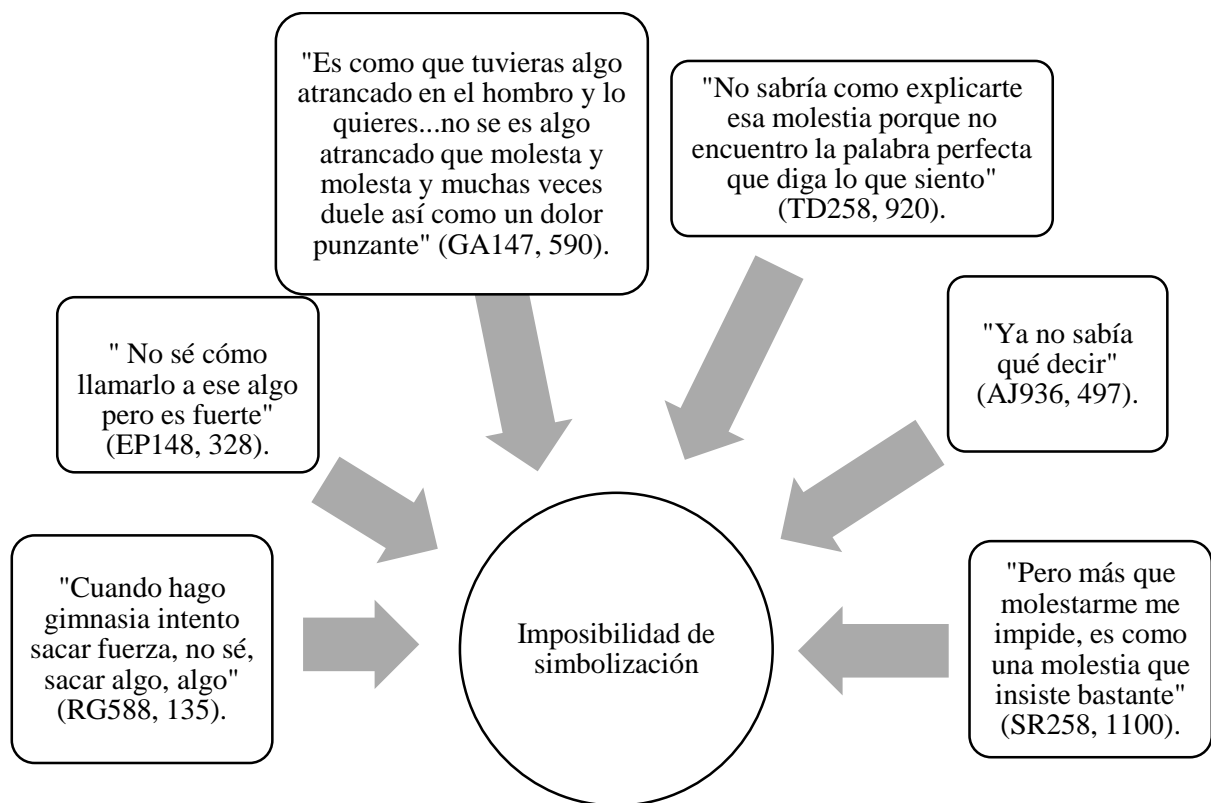 "Es como que tuvieras algo
atrancado en el hombro y lo
quieres...no se es algo
atrancado que molesta y
molesta y muchas veces
duele así como un dolor
punzante" (GA147, 590).
"No sabría como explicarte
esa molestia porque no
encuentro la palabra perfecta
que diga lo que siento"
(TD258, 920).
" No sé cómo
llamarlo a ese algo
pero es fuerte"
(EP148, 328).
"Ya no sabía
qué decir"
(AJ936, 497).
"Cuando hago
gimnasia intento
sacar fuerza, no sé,
sacar algo, algo"
(RG588, 135).
Imposibilidad de
simbolización
"Pero más que
molestarme me
impide, es como
una molestia que
insiste bastante"
(SR258, 1100).